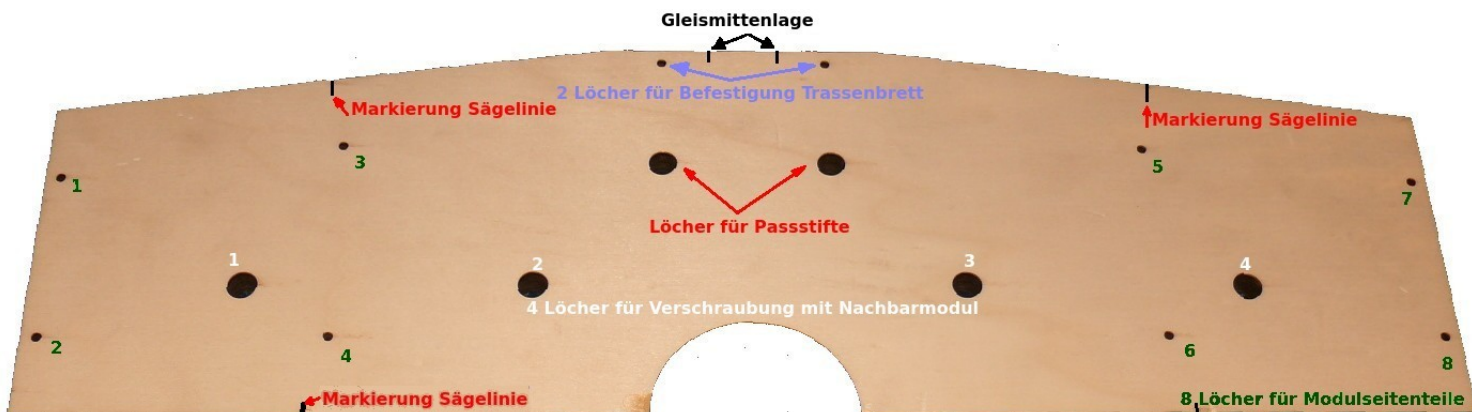 Gleismittenlage
2 Löcher für Befestigung Trassenbrett
Markierung Sägelinie
Markierung Sägelinie
3
5
1
7
Löcher für Passstifte
1
2
3
4
4 Löcher für Verschraubung mit Nachbarmodul
2
4
6
8
Markierung Sägelinie
8 Löcher für Modulseitenteile